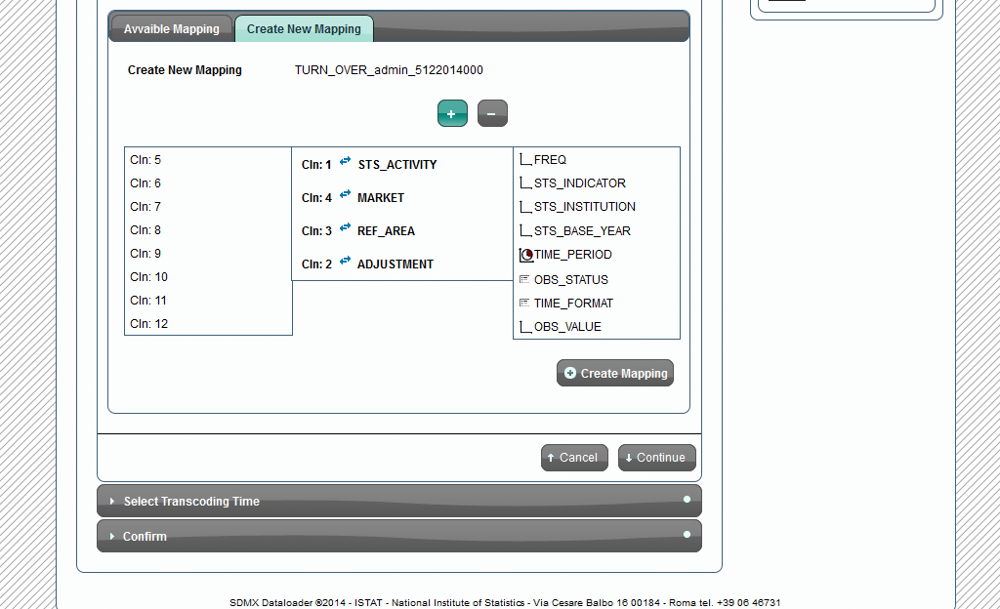 Avvaible Mapping
Create New Mapping
Create New Mapping TURN_OVER_admin_5122014000
+
−
Cln: 5
Cln: 6
Cln: 7
Cln: 8
Cln: 9
Cln: 10
Cln: 11
Cln: 12
Cln: 1 STS_ACTIVITY
Cln: 4 MARKET
Cln: 3 REF_AREA
Cln: 2 ADJUSTMENT
FREQ
STS_INDICATOR
STS_INSTITUTION
STS_BASE_YEAR
TIME_PERIOD
OBS_STATUS
TIME_FORMAT
OBS_VALUE
Create Mapping
Cancel
Continue
Select Transcoding Time
Confirm
SDMX Dataloader ®2014 - ISTAT - National Institute of Statistics - Via Cesare Balbo 16 00184 - Roma tel. +39 06 46731